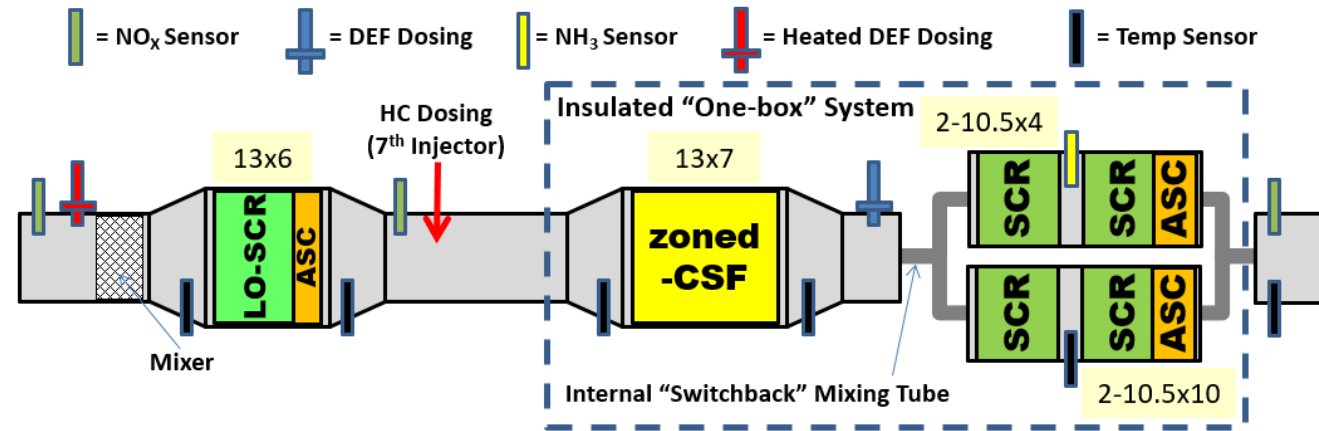 = NOX Sensor
= DEF Dosing
= NH3 Sensor
= Heated DEF Dosing
= Temp Sensor
Insulated “One-box” System
HC Dosing
(7th Injector)
13x6
13x7
2-10.5x4
LO-SCR
ASC
zoned
-CSF
SCR
SCR
ASC
SCR
SCR
ASC
Mixer
Internal “Switchback” Mixing Tube
2-10.5x10